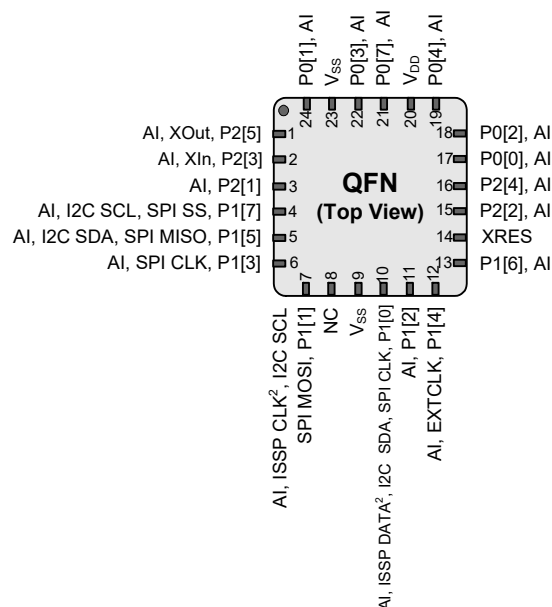 P0[1], AI
VSS
P0[3], AI
P0[7], AI
VDD
P0[4], AI
24
23
22
21
20
19
AI, XOut, P2[5]
1
AI, XIn, P2[3]
2
AI, P2[1]
3
AI, I2C SCL, SPI SS, P1[7]
4
AI, I2C SDA, SPI MISO, P1[5]
5
AI, SPI CLK, P1[3]
6
QFN
(Top View)
18
P0[2], AI
17
P0[0], AI
16
P2[4], AI
15
P2[2], AI
14
XRES
13
P1[6], AI
7
8
9
10
11
12
AI, ISSP CLK², I2C SCL
SPI MOSI, P1[1]
NC
VSS
AI, ISSP DATA², I2C SDA, SPI CLK, P1[0]
AI, P1[2]
AI, EXTCLK, P1[4]